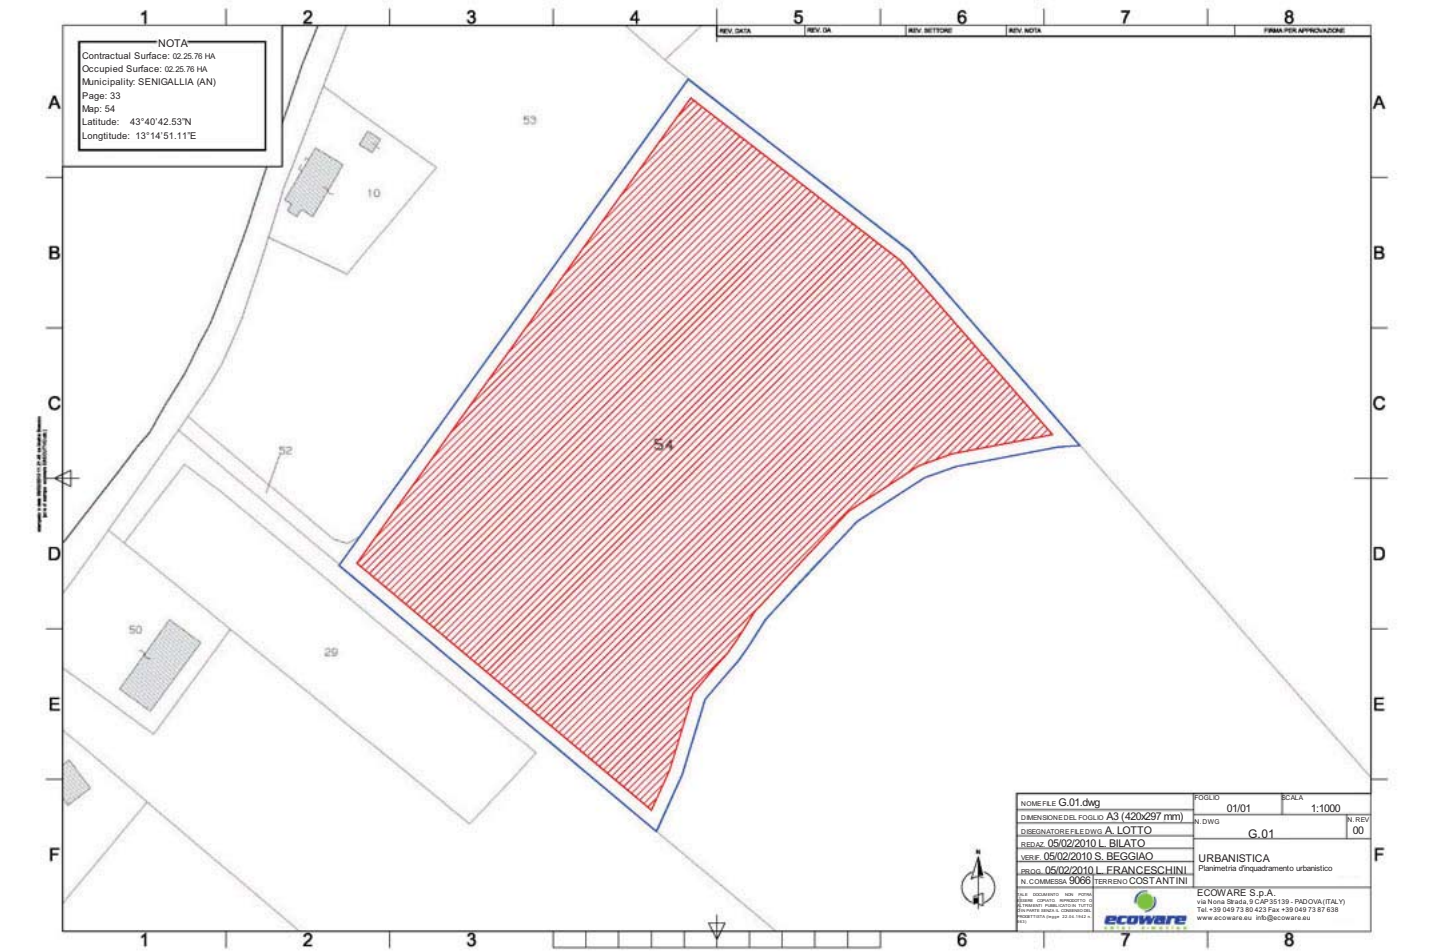 1 2 3 4 5 6 7 8
REV. DATA REV. DA REV. SETTORE REV. NOTA FIRMA PER APPROVAZIONE
NOTA
Contractual Surface: 02.25.76 HA
Occupied Surface: 02.25.76 HA
Municipality: SENIGALLIA (AN)
Page: 33
Map: 54
Latitude: 43°40'42.53"N
Longtitude: 13°14'51.11"E
A A
53
10
B B
C C
54
52
D D
50
29
E E
F F
N
NOME FILE G.01.dwg
DIMENSIONE DEL FOGLIO A3 (420x297 mm)
DISEGNATORE FILE DWG A. LOTTO
REDAZ. 05/02/2010 L. BILATO
VERIF. 05/02/2010 S. BEGGIAO
PROG. 05/02/2010 L. FRANCESCHINI
N. COMMESSA 9066 TERRENO COSTANTINI
FOGLIO
01/01
SCALA
1:1000
N. DWG
G.01
N. REV
00
URBANISTICA
Planimetria d'inquadramento urbanistico
ecoware
ECOWARE S.p.A.
via Nona Strada, 9 CAP 35139 - PADOVA (ITALY)
Tel. +39 049 73 80 423 Fax +39 049 73 87 638
www.ecoware.eu info@ecoware.eu
1 2 3 6 7 8